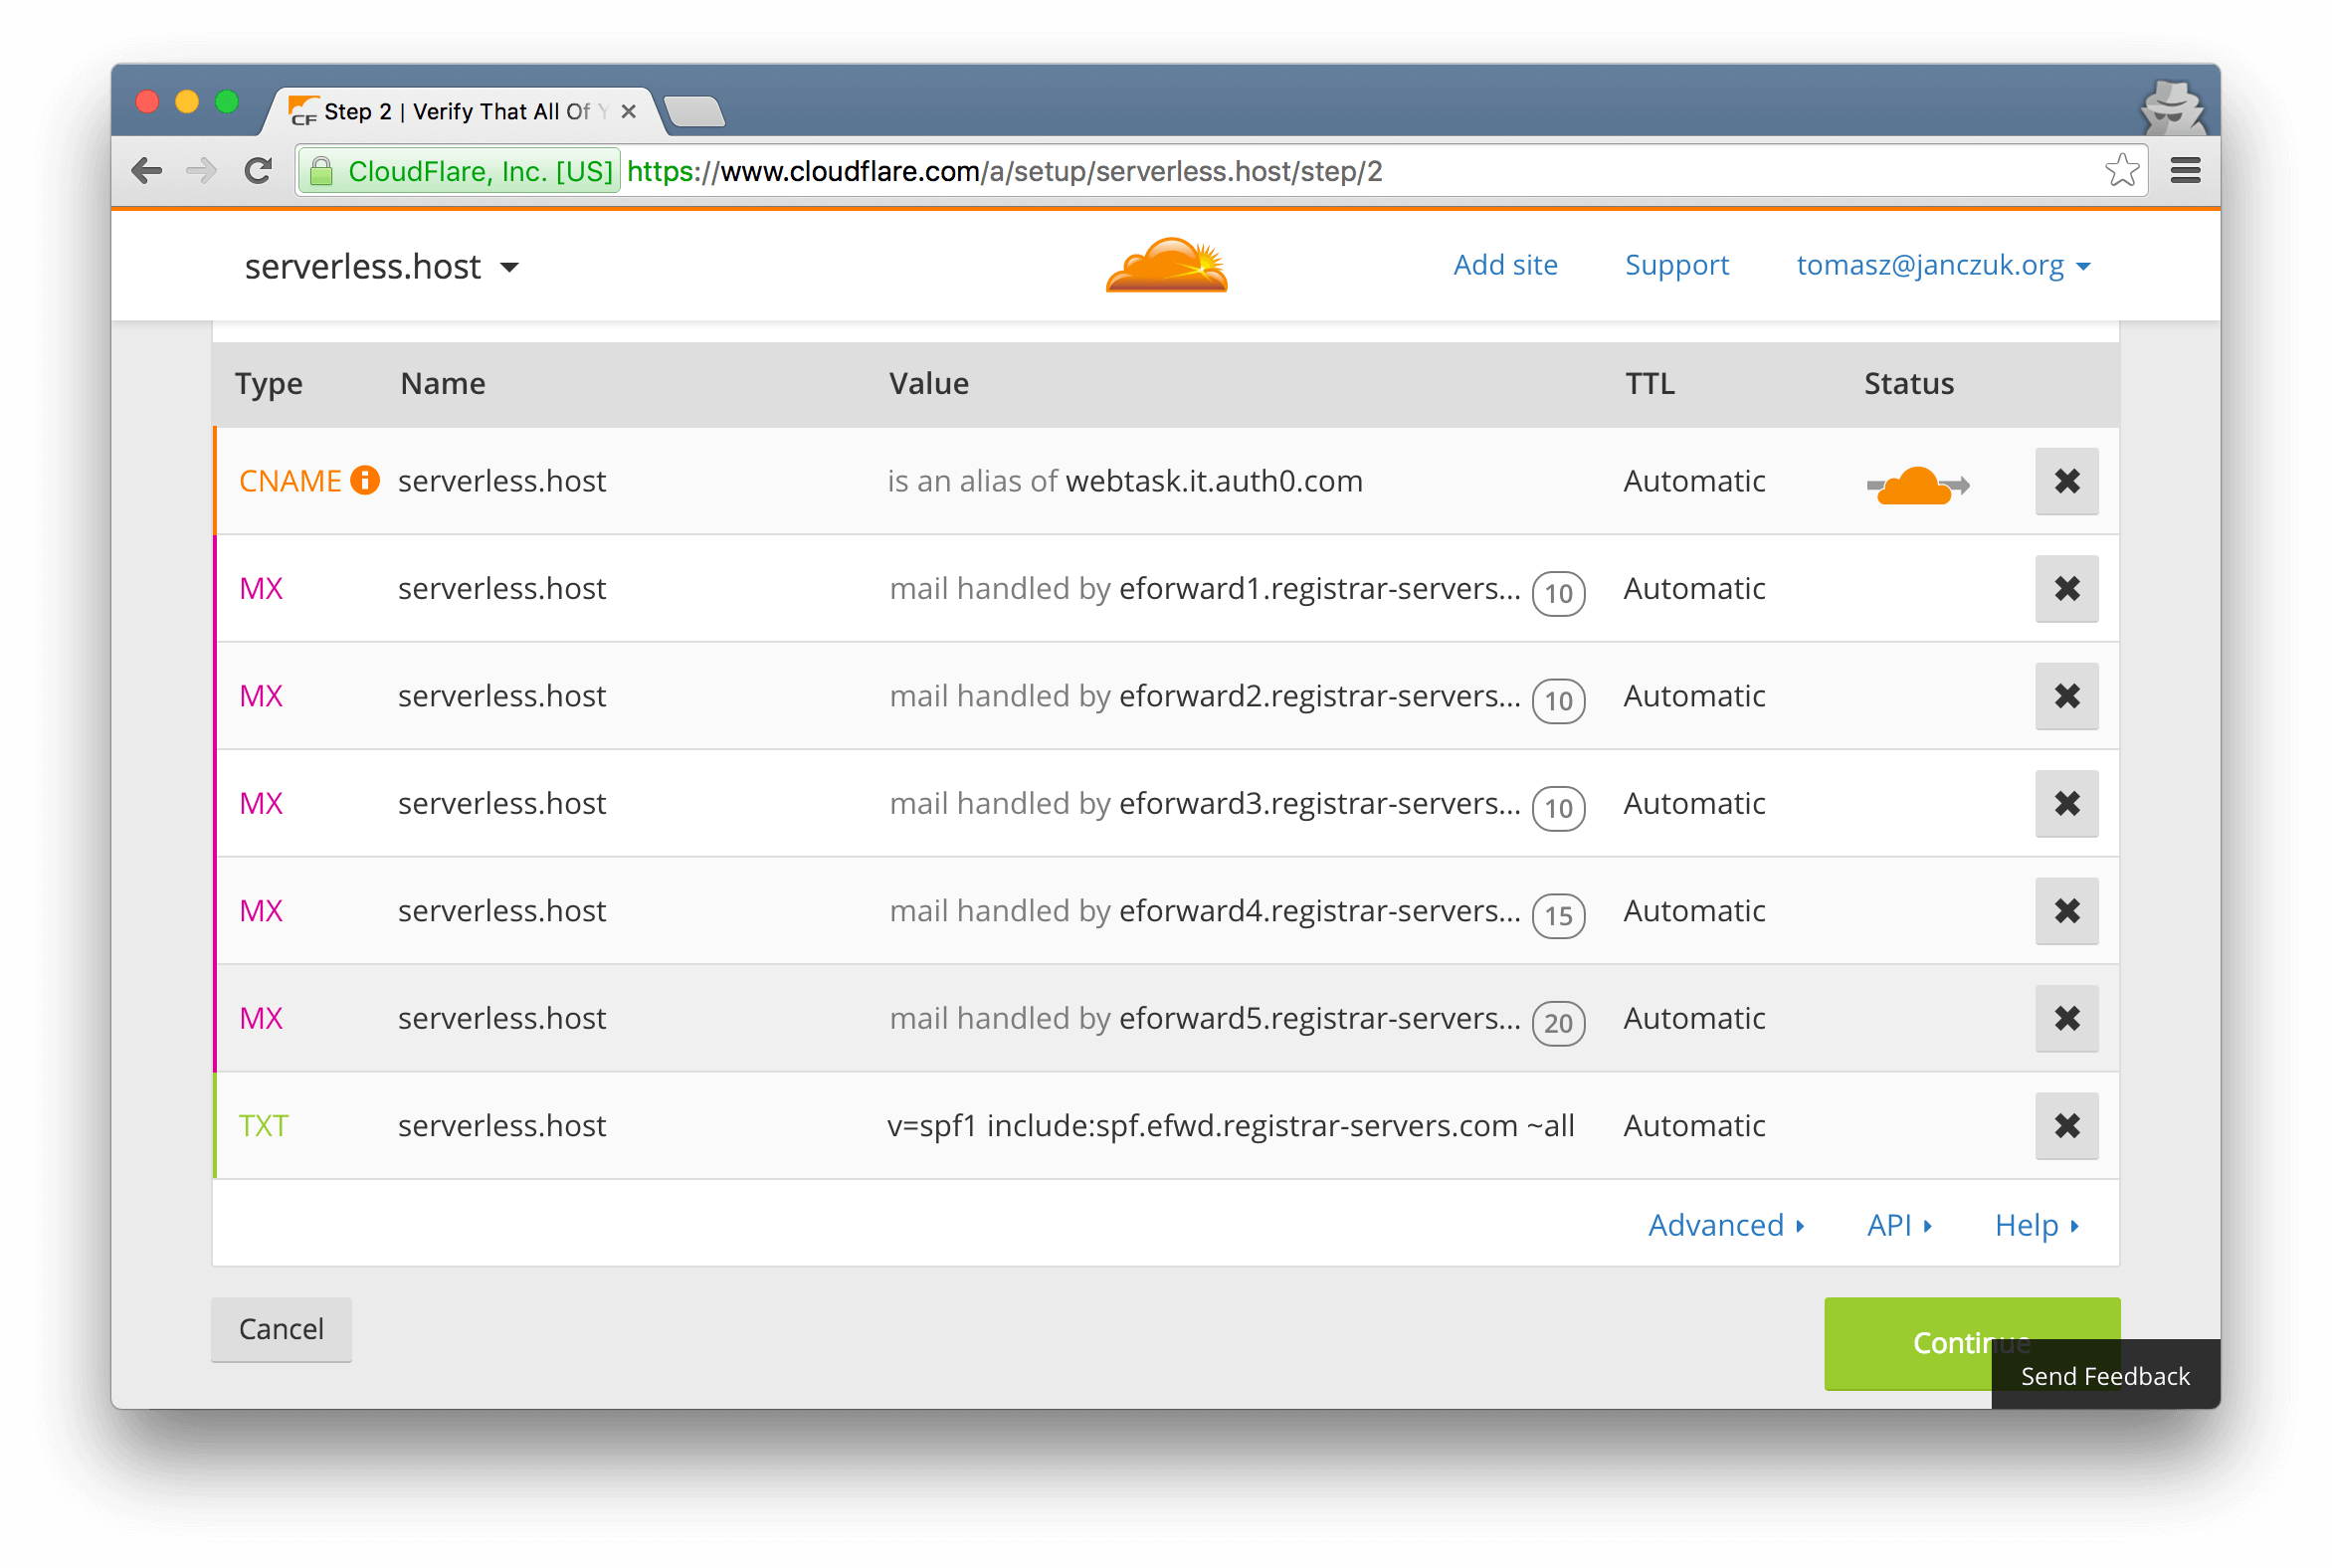 CF Step 2 | Verify That All Of Y
CloudFlare, Inc. [US] https://www.cloudflare.com/a/setup/serverless.host/step/2
serverless.host Add site Support tomasz@janczuk.org
Type Name Value TTL Status
CNAME serverless.host is an alias of webtask.it.auth0.com Automatic
MX serverless.host mail handled by eforward1.registrar-servers... 10 Automatic
MX serverless.host mail handled by eforward2.registrar-servers... 10 Automatic
MX serverless.host mail handled by eforward3.registrar-servers... 10 Automatic
MX serverless.host mail handled by eforward4.registrar-servers... 15 Automatic
MX serverless.host mail handled by eforward5.registrar-servers... 20 Automatic
TXT serverless.host v=spf1 include:spf.efwd.registrar-servers.com ~all Automatic
Advanced API Help
Cancel Continue
Send Feedback